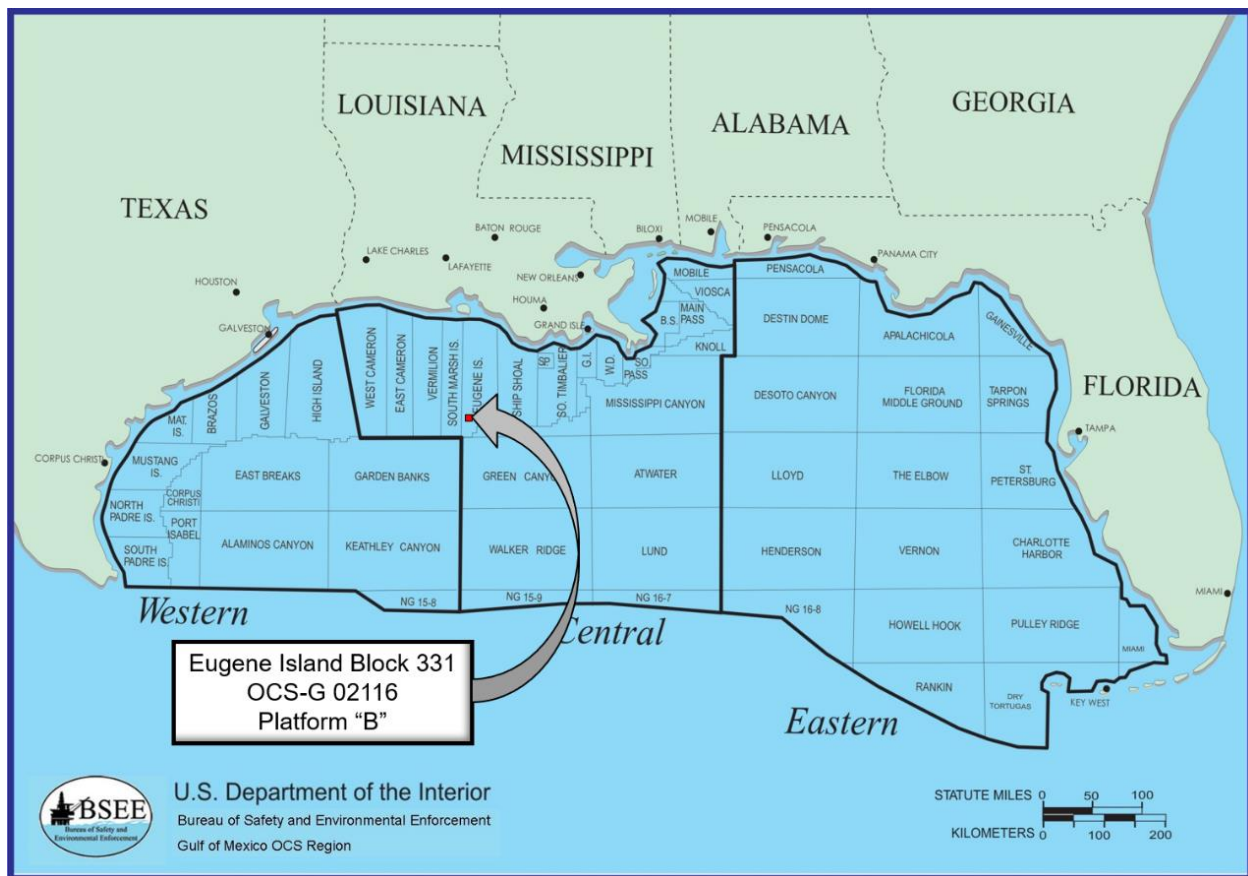 GEORGIA
LOUISIANA
ALABAMA
MISSISSIPPI
TEXAS
MOBILE
BILOXI
PENSACOLA
BATON ROUGE
LAKE CHARLES
LAFAYETTE
PANAMA CITY
NEW ORLEANS
HOUSTON
HOUMA
GALVESTON
GRAND ISLE
MOBILE
PENSACOLA
VIOSCA
B.S.
MAIN
PASS
KNOLL
DESTIN DOME
APALACHICOLA
GAINESVILLE
FLORIDA
MAT.
IS.
BRAZOS
GALVESTON
HIGH ISLAND
WEST CAMERON
EAST CAMERON
VERMILION
SOUTH MARSH IS.
EUGENE IS.
SHIP SHOAL
SO. TIMBALIER
G.I.
W.D.
SO.
PASS
MISSISSIPPI CANYON
DESOTO CANYON
FLORIDA
MIDDLE GROUND
TARPON
SPRINGS
TAMPA
CORPUS CHRISTI
MUSTANG
IS.
EAST BREAKS
GARDEN BANKS
GREEN CANYO
ATWATER
LLOYD
THE ELBOW
ST.
PETERSBURG
NORTH
PADRE IS.
CORPUS
CHRISTI
PORT
ISABEL
SOUTH
PADRE IS.
ALAMINOS CANYON
KEATHLEY CANYON
WALKER RIDGE
LUND
HENDERSON
VERNON
CHARLOTTE
HARBOR
NG 15-8
NG 15-9
NG 16-7
NG 16-8
MIAMI
Western
Central
Eastern
HOWELL HOOK
PULLEY RIDGE
MIAMI
RANKIN
DRY
TORTUGAS
KEY WEST
Eugene Island Block 331
OCS-G 02116
Platform “B”
BSEE
Bureau of Safety and
Environmental Enforcement
U.S. Department of the Interior
Bureau of Safety and Environmental Enforcement
Gulf of Mexico OCS Region
STATUTE MILES 0 50 100
KILOMETERS 0 100 200